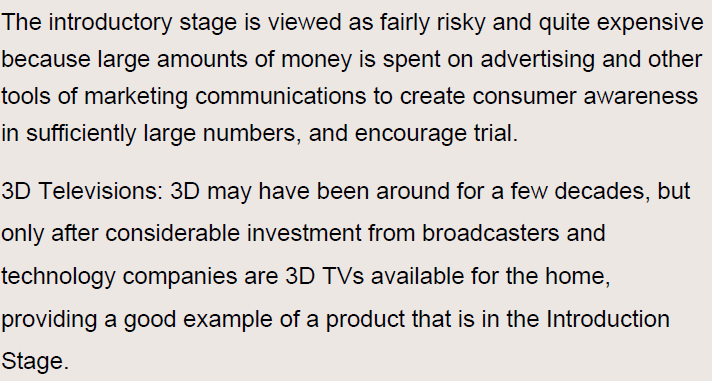 The introductory stage is viewed as fairly risky and quite expensive
because large amounts of money is spent on advertising and other
tools of marketing communications to create consumer awareness
in sufficiently large numbers, and encourage trial.
3D Televisions: 3D may have been around for a few decades, but
only after considerable investment from broadcasters and
technology companies are 3D TVs available for the home,
providing a good example of a product that is in the Introduction
Stage.